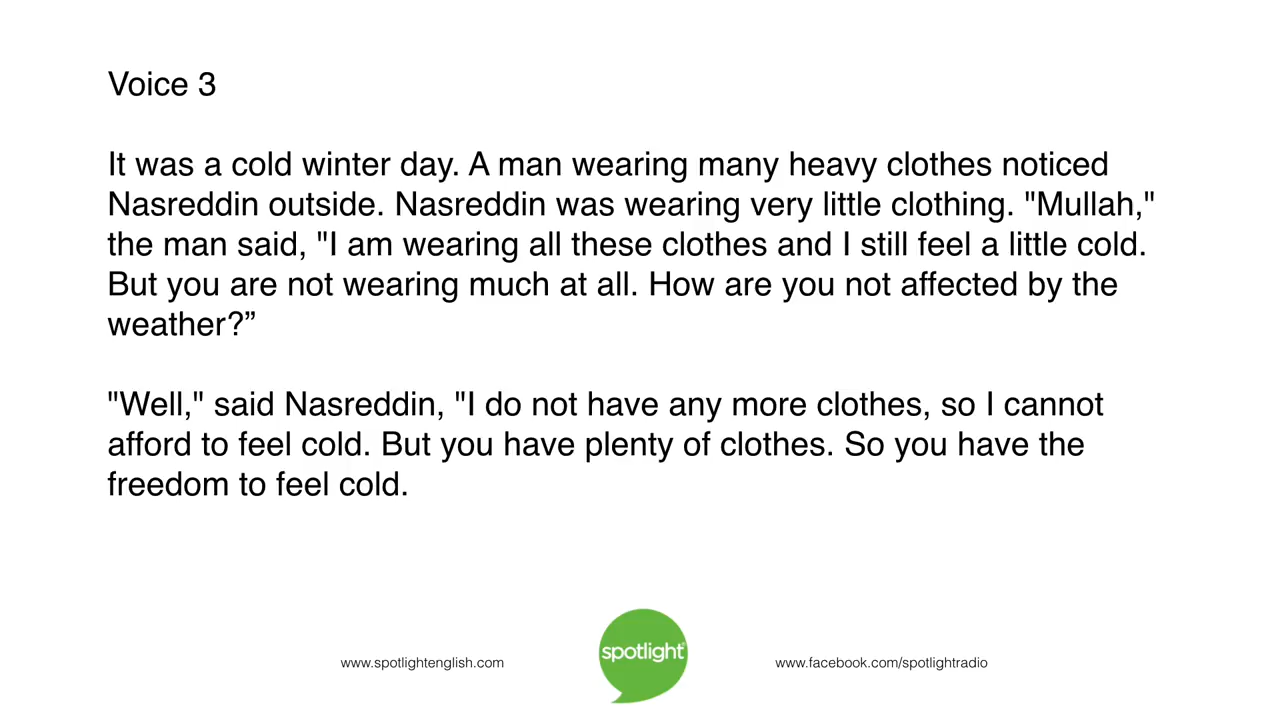 Voice 3
It was a cold winter day. A man wearing many heavy clothes noticed
Nasreddin outside. Nasreddin was wearing very little clothing. "Mullah,"
the man said, "I am wearing all these clothes and I still feel a little cold.
But you are not wearing much at all. How are you not affected by the
weather?”
"Well," said Nasreddin, "I do not have any more clothes, so I cannot
afford to feel cold. But you have plenty of clothes. So you have the
freedom to feel cold.
www.spotlightenglish.com
spotlight®
www.facebook.com/spotlightradio